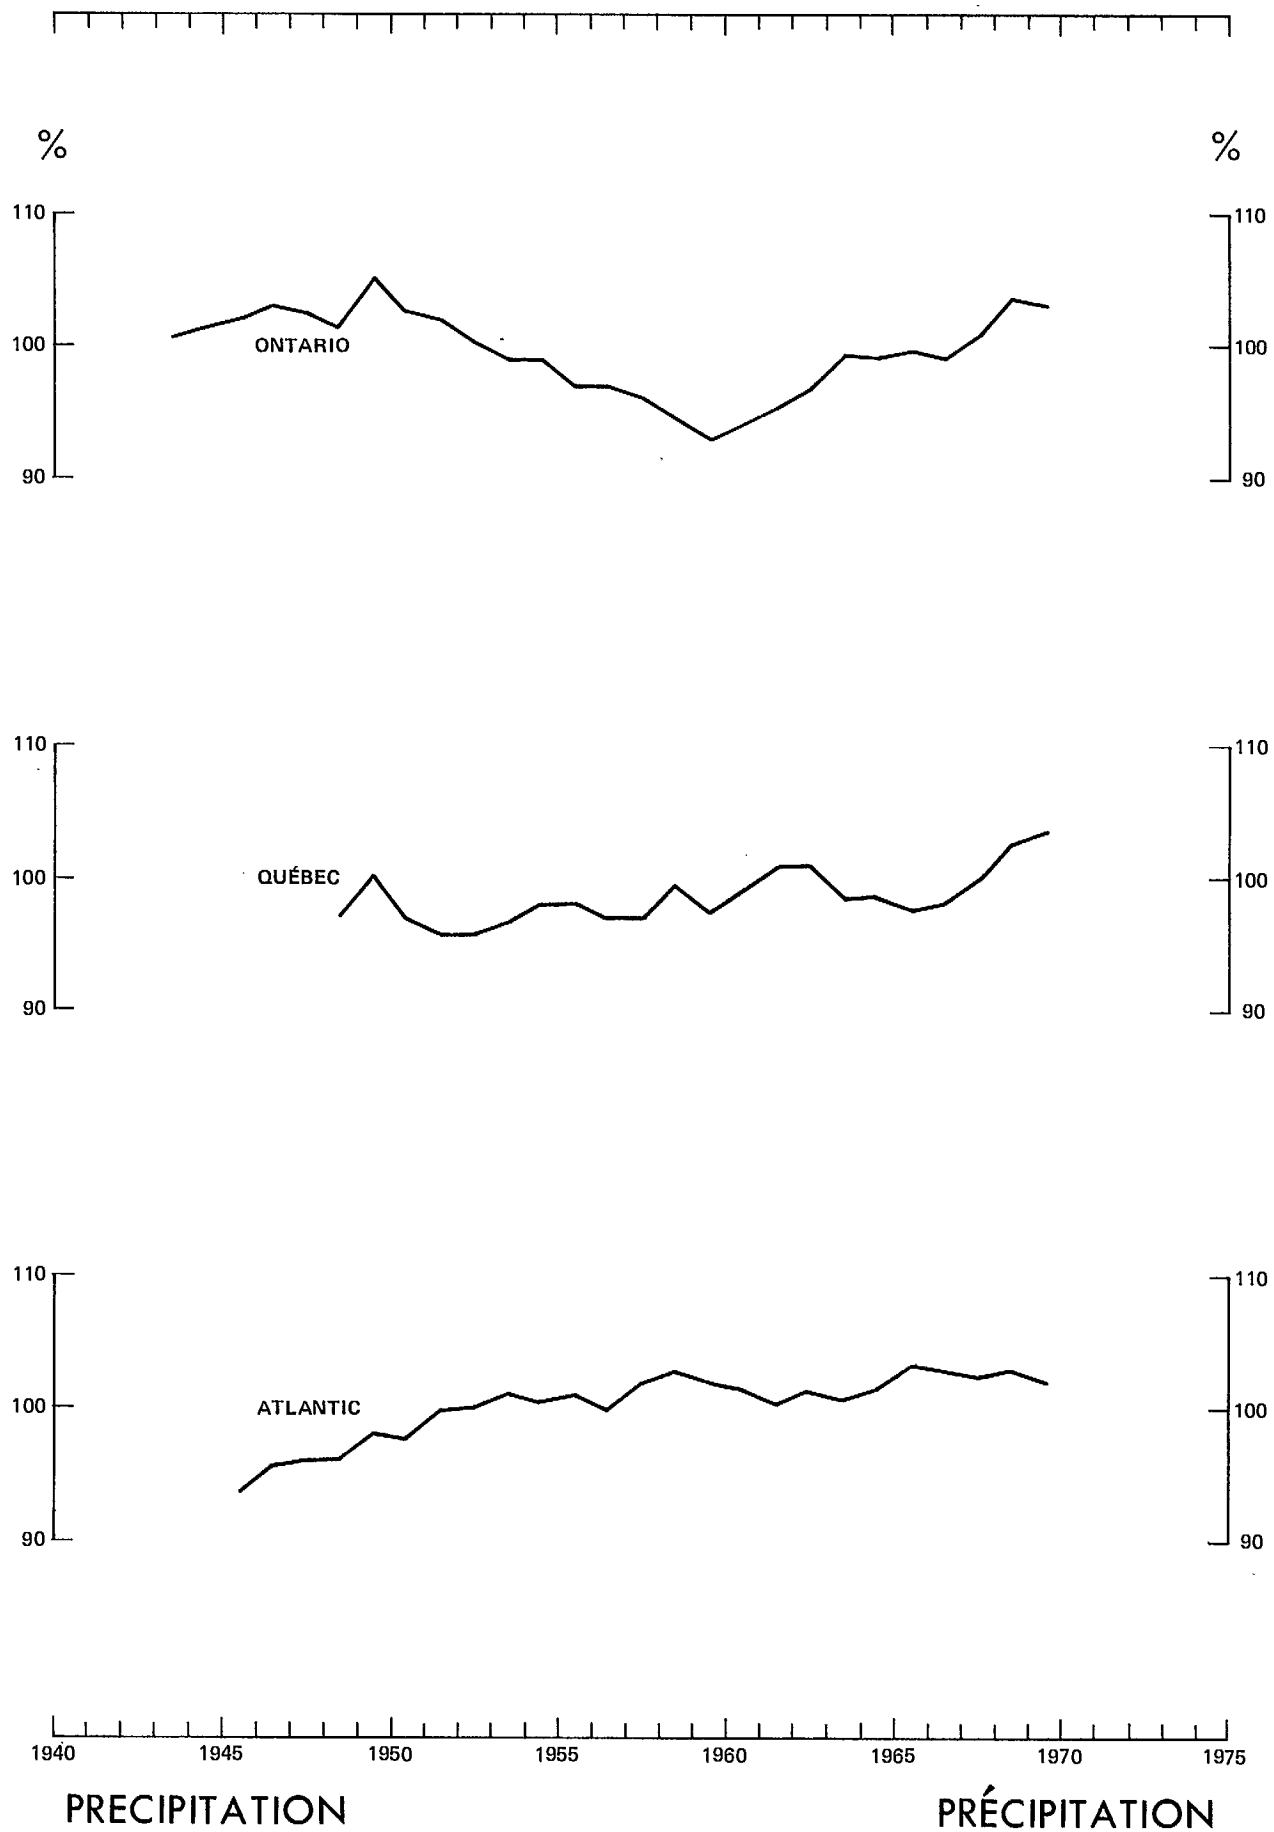 % %
110 110
100 ONTARIO 100
90 90
110 110
100 QUÉBEC 100
90 90
110 110
100 ATLANTIC 100
90 90
1940 1945 1950 1955 1960 1965 1970 1975
PRECIPITATION PRÉCIPITATION